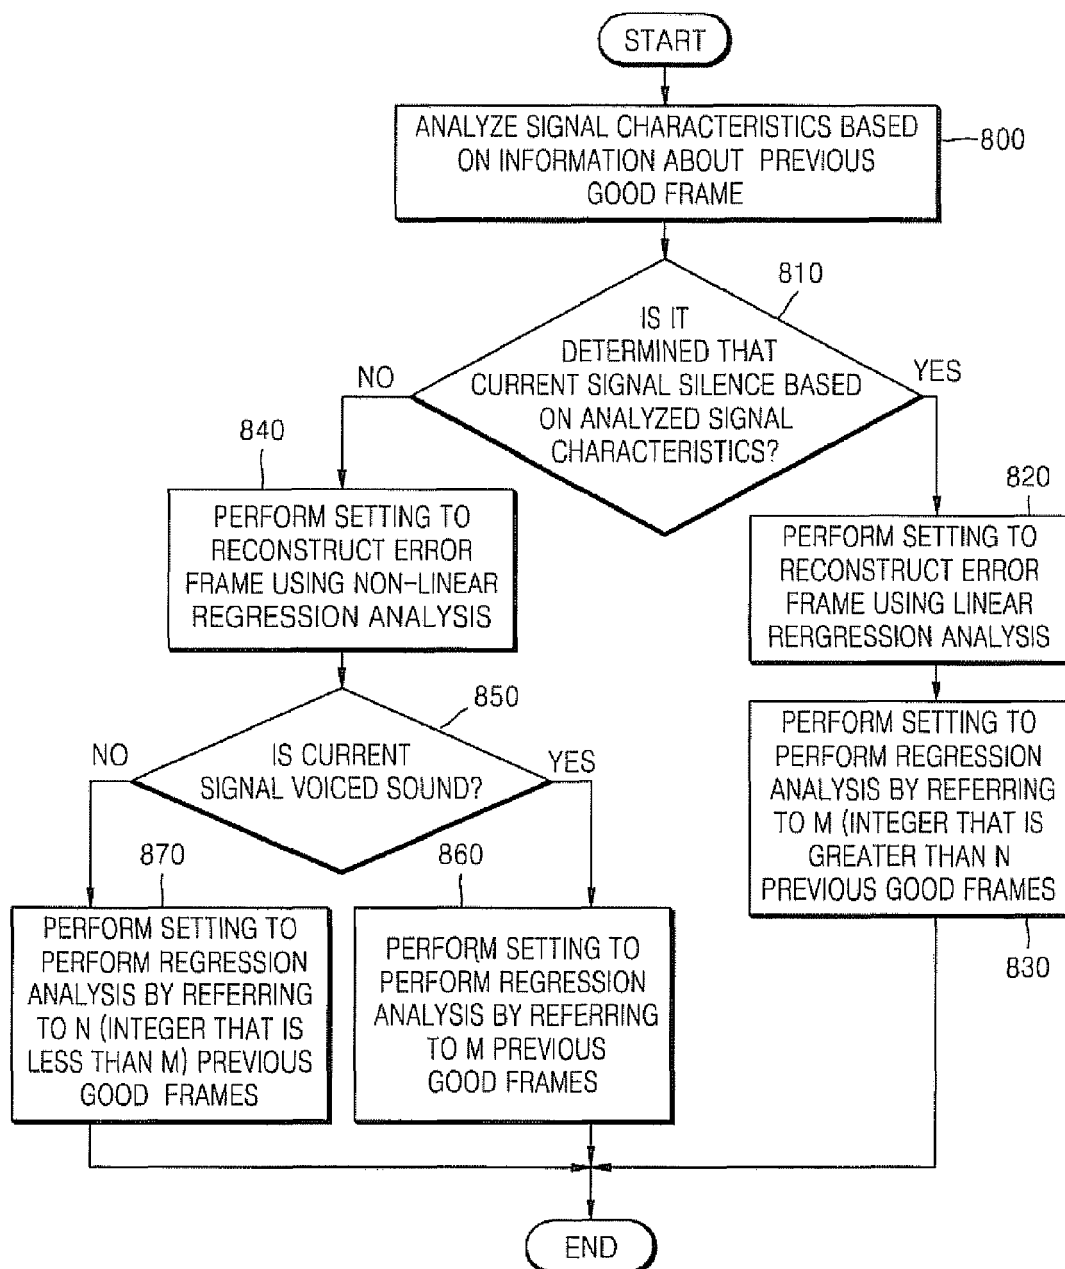 START
ANALYZE SIGNAL CHARACTERISTICS BASED
ON INFORMATION ABOUT PREVIOUS
GOOD FRAME
800
810
IS IT
DETERMINED THAT
CURRENT SIGNAL SILENCE BASED
ON ANALYZED SIGNAL
CHARACTERISTICS?
NO
YES
840
PERFORM SETTING TO
RECONSTRUCT ERROR
FRAME USING NON-LINEAR
REGRESSION ANALYSIS
820
PERFORM SETTING TO
RECONSTRUCT ERROR
FRAME USING LINEAR
RERGRESSION ANALYSIS
850
IS CURRENT
SIGNAL VOICED SOUND?
NO
YES
PERFORM SETTING TO
PERFORM REGRESSION
ANALYSIS BY REFERRING
TO M (INTEGER THAT IS
GREATER THAN N
PREVIOUS GOOD FRAMES
830
870
PERFORM SETTING TO
PERFORM REGRESSION
ANALYSIS BY REFERRING
TO N (INTEGER THAT IS
LESS THAN M) PREVIOUS
GOOD FRAMES
860
PERFORM SETTING TO
PERFORM REGRESSION
ANALYSIS BY REFERRING
TO M PREVIOUS
GOOD FRAMES
END